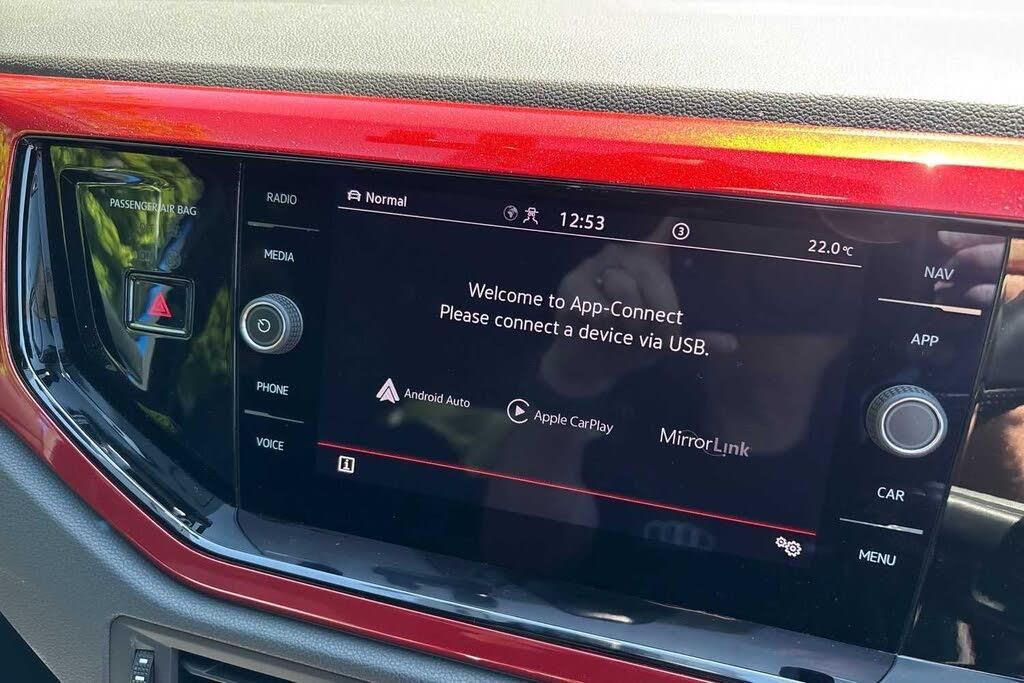 PASSENGER AIR BAG
RADIO
MEDIA
PHONE
VOICE
Normal
12:53
3
22.0 °C
Welcome to App-Connect
Please connect a device via USB.
Android Auto
Apple CarPlay
MirrorLink
i
NAV
APP
CAR
MENU